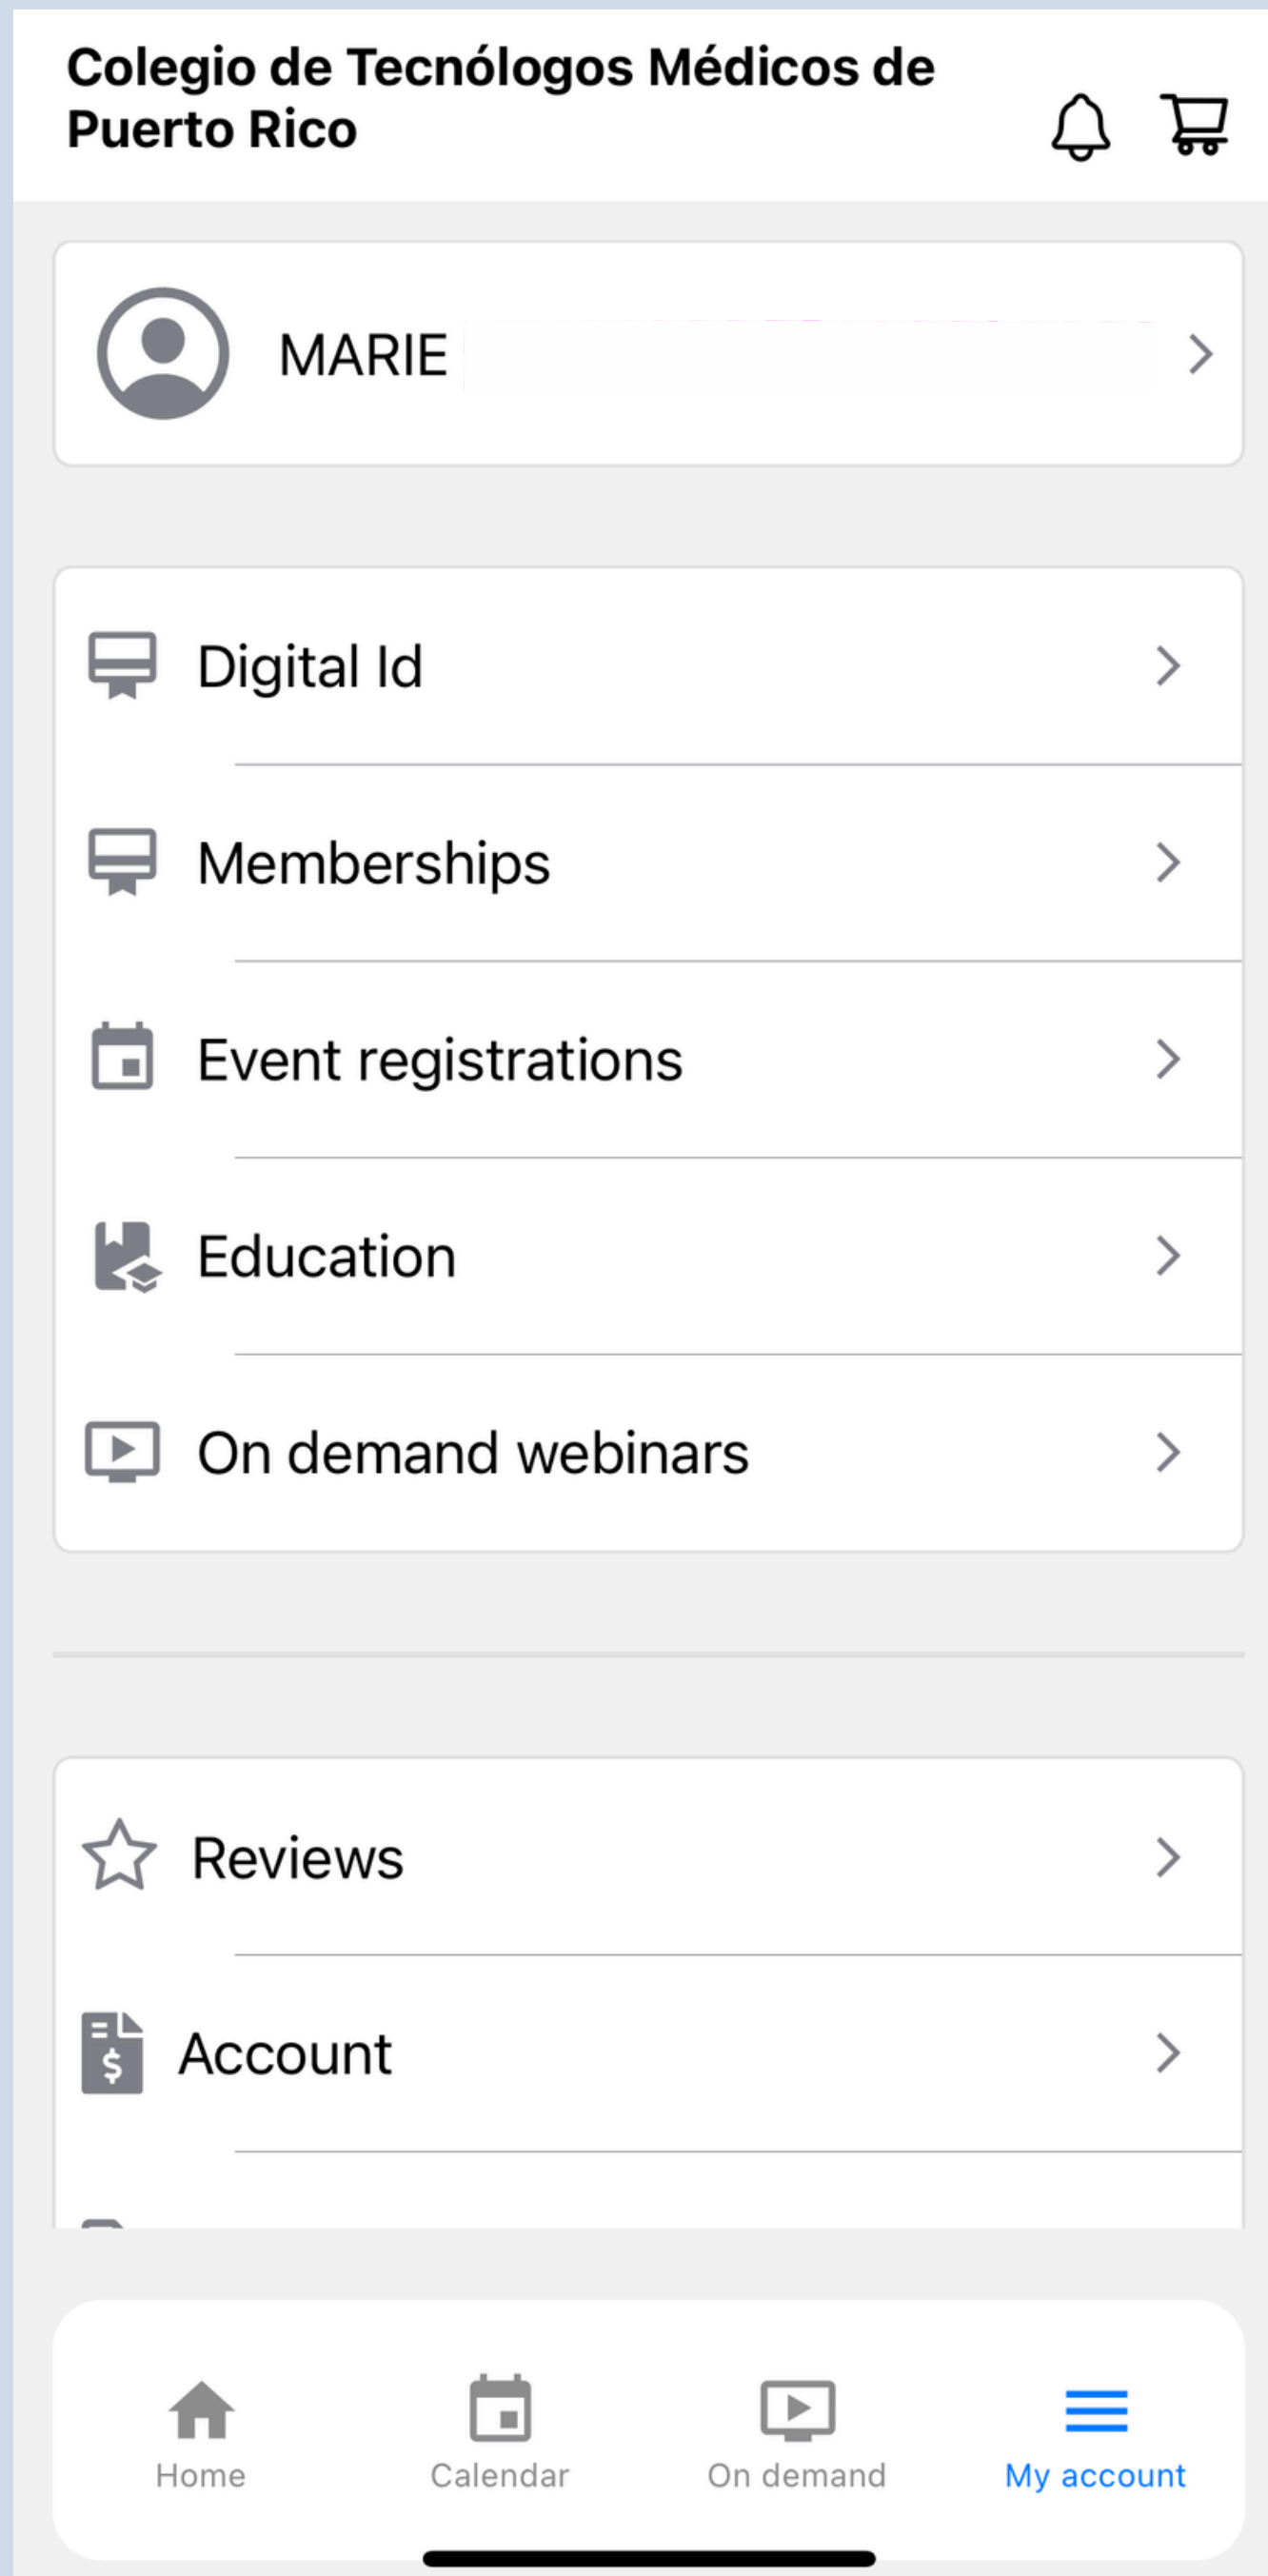 Colegio de Tecnólogos Médicos de
Puerto Rico
MARIE
Digital Id
Memberships
Event registrations
Education
On demand webinars
Reviews
Account
$
Home
Calendar
On demand
My account